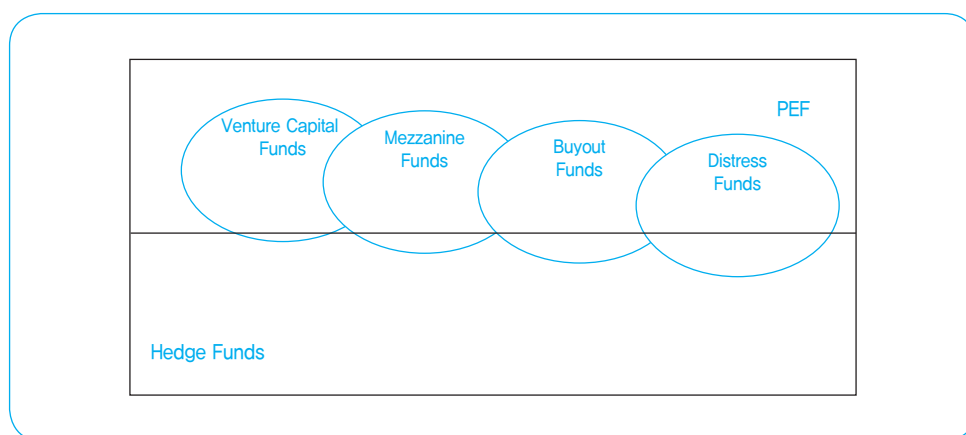 PEF
Venture Capital
Funds
Mezzanine
Funds
Buyout
Funds
Distress
Funds
Hedge Funds